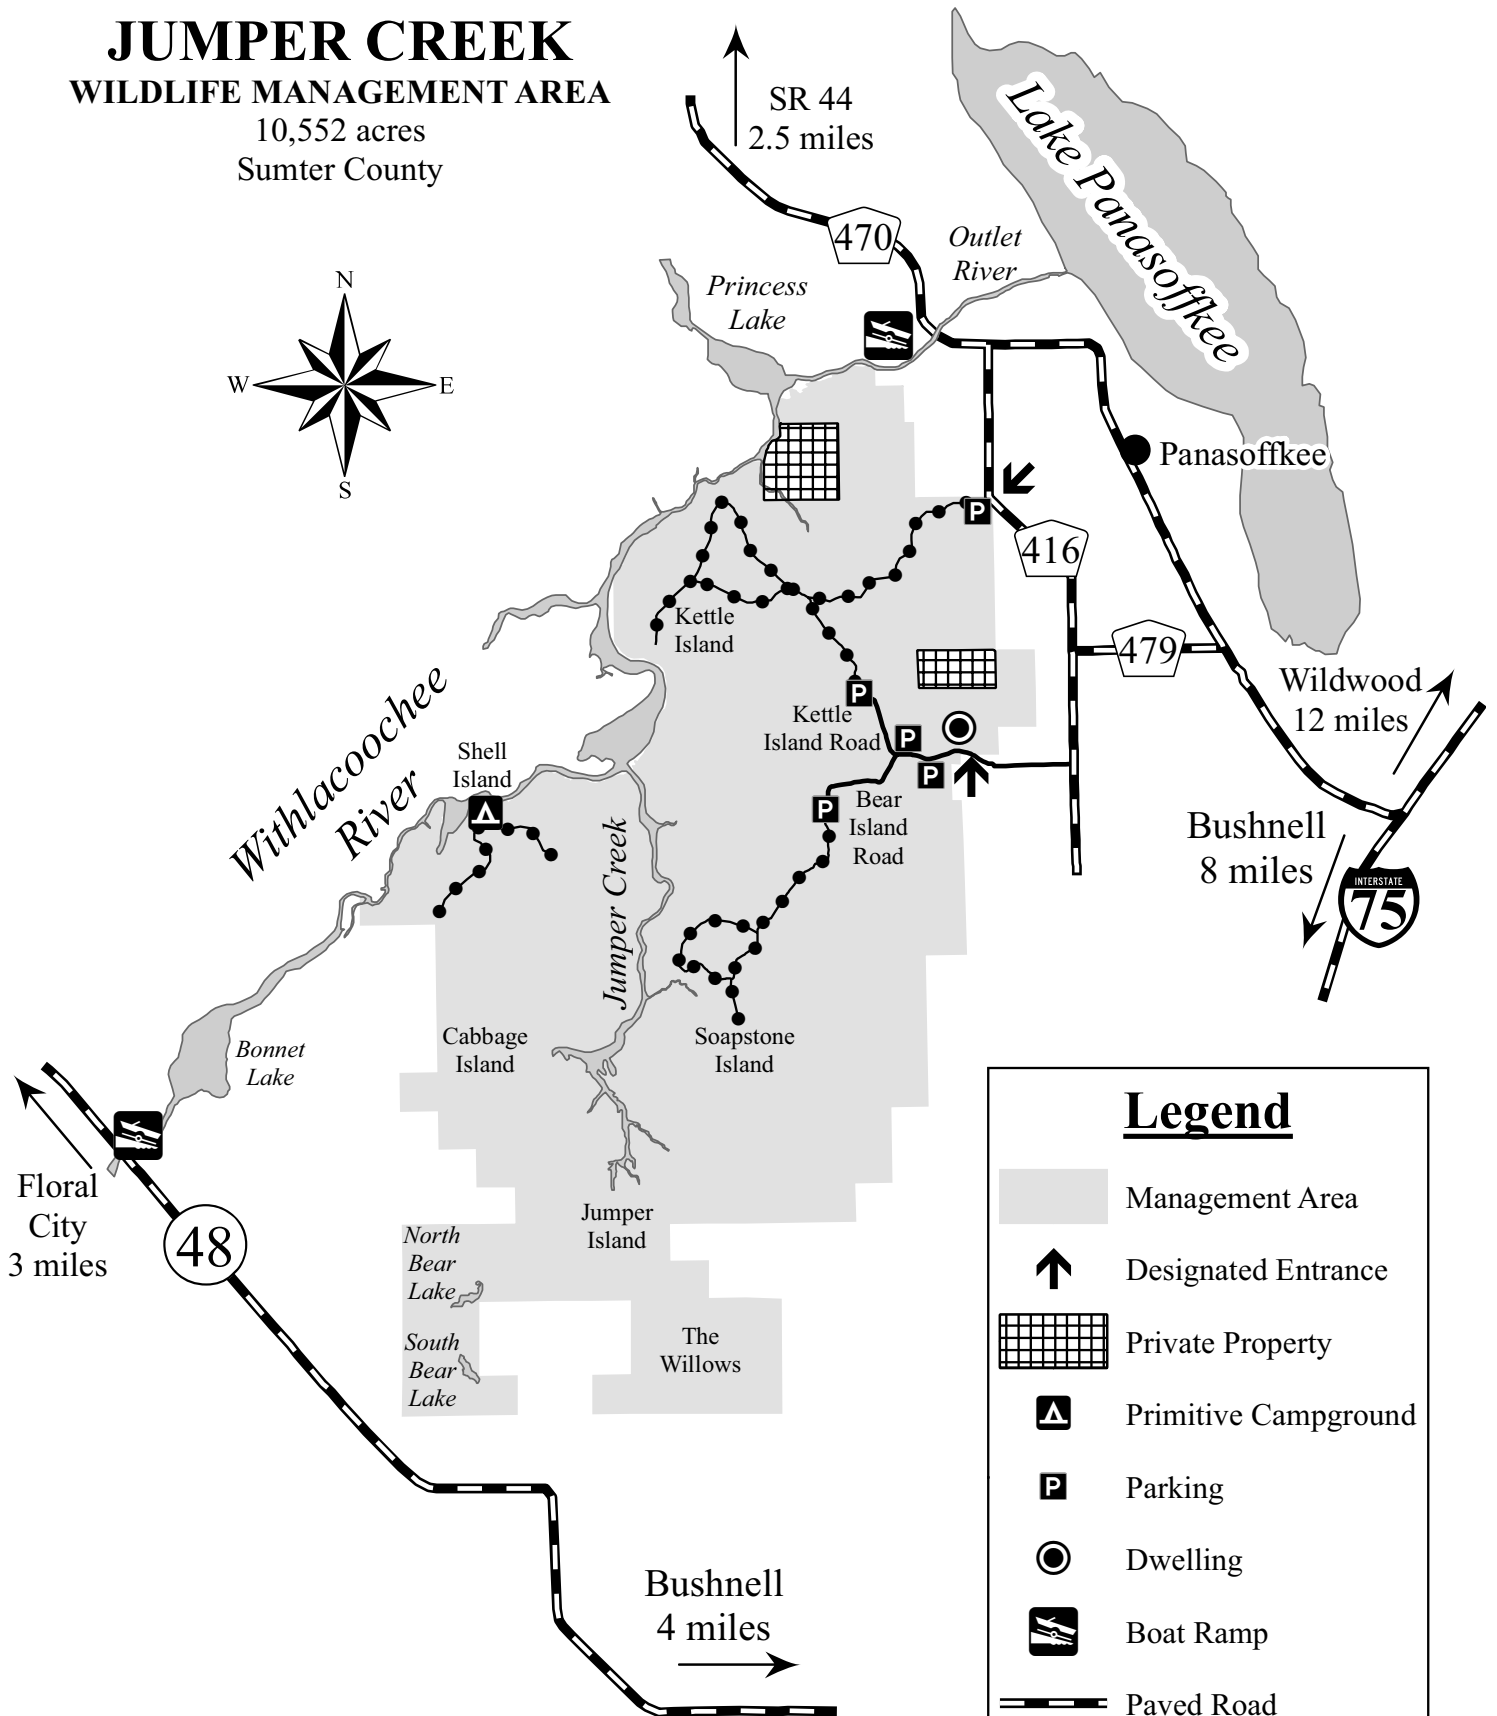 JUMPER CREEK
WILDLIFE MANAGEMENT AREA
10,552 acres
Sumter County
SR 44
2.5 miles
Lake Panasoffkee
470
Outlet
River
Princess
Lake
N
W
E
S
Panasoffkee
P
416
Kettle
Island
479
Wildwood
12 miles
Withlacoochee
River
P
Kettle
Island Road
P
Shell
Island
P
P
Bear
Island
Road
Bushnell
8 miles
INTERSTATE
75
Jumper Creek
Cabbage
Island
Soapstone
Island
Bonnet
Lake
Floral
City
3 miles
48
Jumper
Island
North
Bear
Lake
South
Bear
Lake
The
Willows
Bushnell
4 miles
Legend
Management Area
Designated Entrance
Private Property
Primitive Campground
P
Parking
Dwelling
Boat Ramp
Paved Road